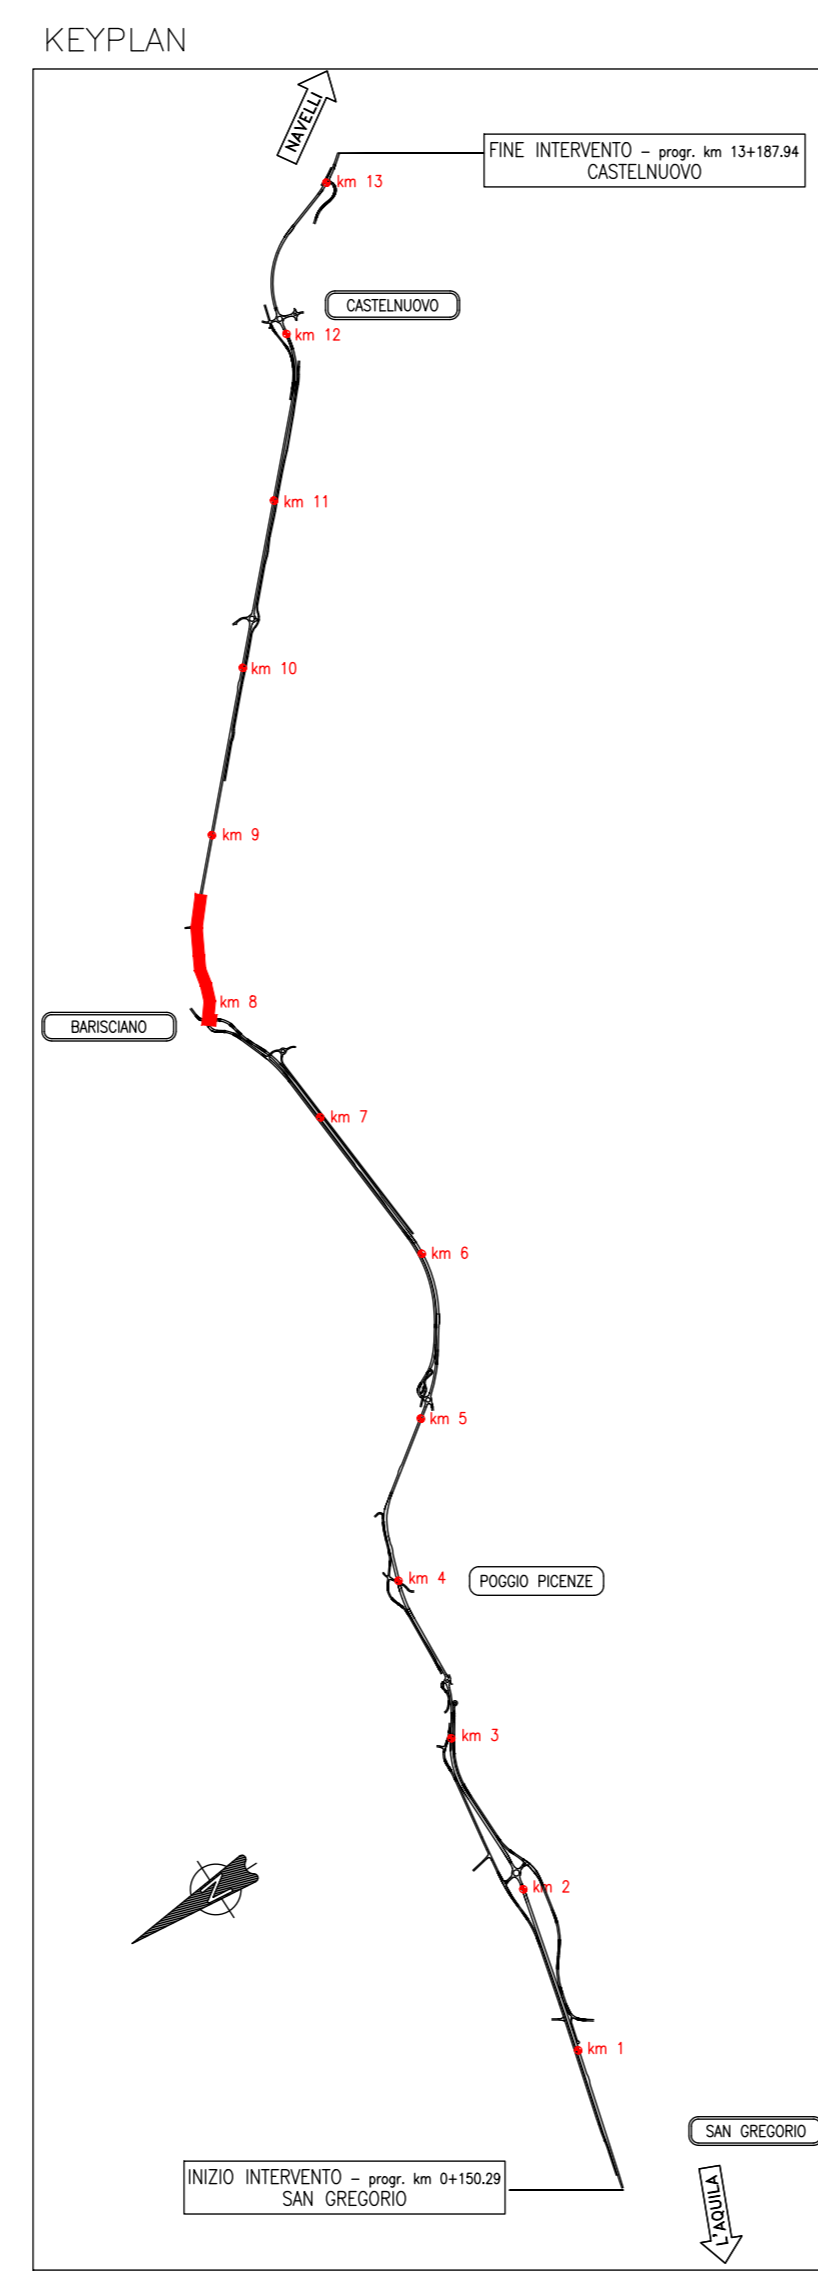 KEYPLAN
NAVELLI
FINE INTERVENTO – progr. km 13+187.94
CASTELNUOVO
km 13
CASTELNUOVO
km 12
km 11
km 10
km 9
km 8
BARISCIANO
km 7
km 6
km 5
km 4
POGGIO PICENZE
km 3
km 2
N
km 1
SAN GREGORIO
INIZIO INTERVENTO – progr. km 0+150.29
SAN GREGORIO
L'AQUILA